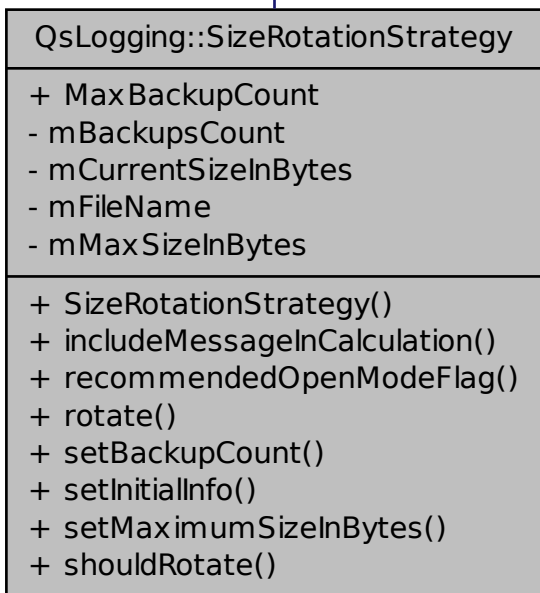 QsLogging::SizeRotationStrategy
+ MaxBackupCount
- mBackupsCount
- mCurrentSizeInBytes
- mFileName
- mMaxSizeInBytes
+ SizeRotationStrategy()
+ includeMessageInCalculation()
+ recommendedOpenModeFlag()
+ rotate()
+ setBackupCount()
+ setInitialInfo()
+ setMaximumSizeInBytes()
+ shouldRotate()